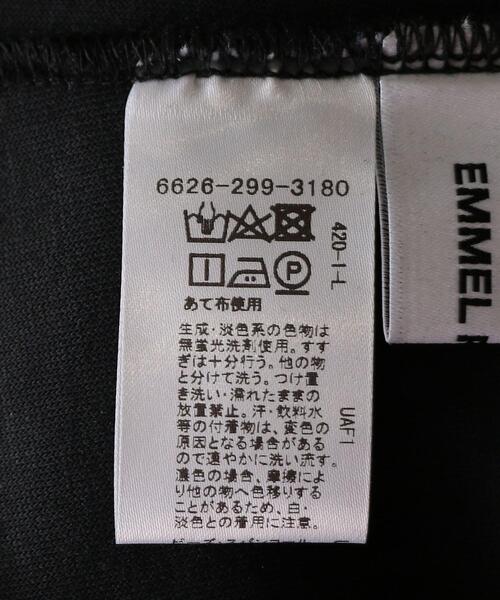 6626-299-3180
420-I-L
P
あて布使用
生成・淡色系の色物は
無蛍光洗剤使用。すす
ぎは十分行う。他の物
と分けて洗う。つけ置
き洗い・濡れたままの
放置禁止。汗・飲料水
等の付着物は、変色の
原因となる場合がある
ので速やかに洗い流す。
濃色の場合、摩擦によ
り他の物へ色移りする
ことがあるため、白・
淡色との着用に注意。
UAF1
EMMEL